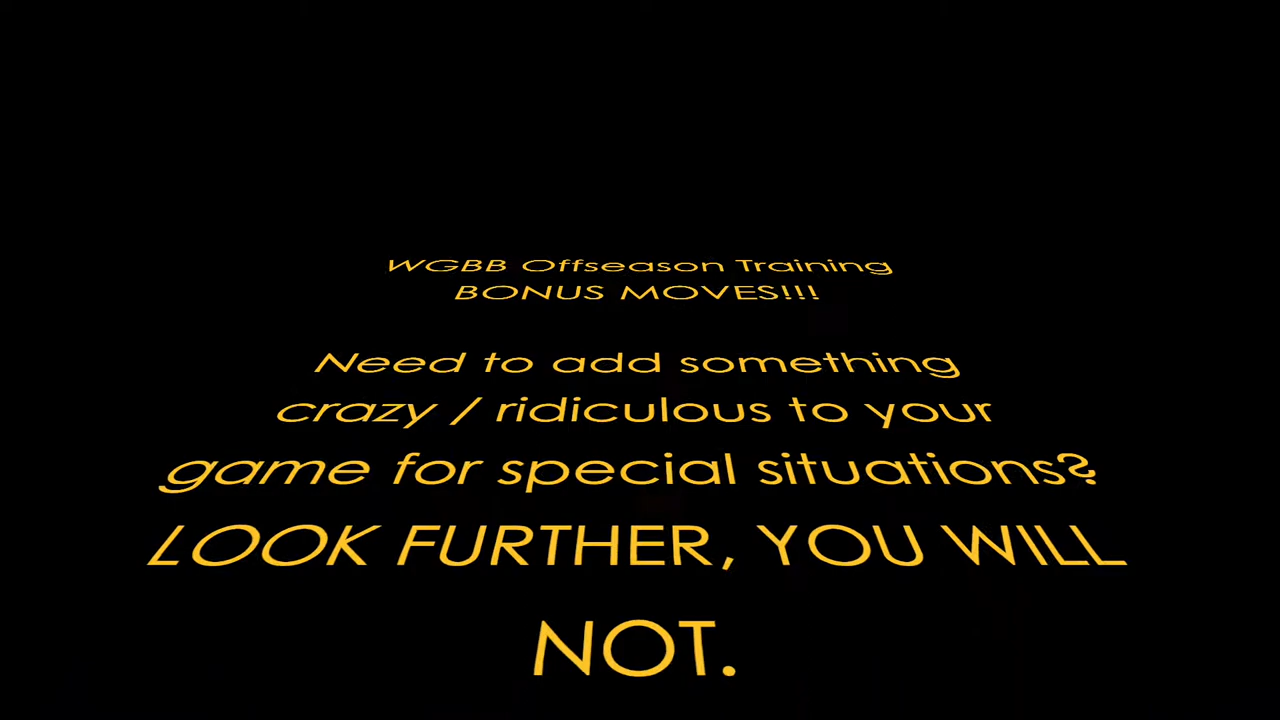 WGBB Offseason Training
BONUS MOVES!!!
Need to add something
crazy / ridiculous to your
game for special situations?
LOOK FURTHER, YOU WILL
NOT.